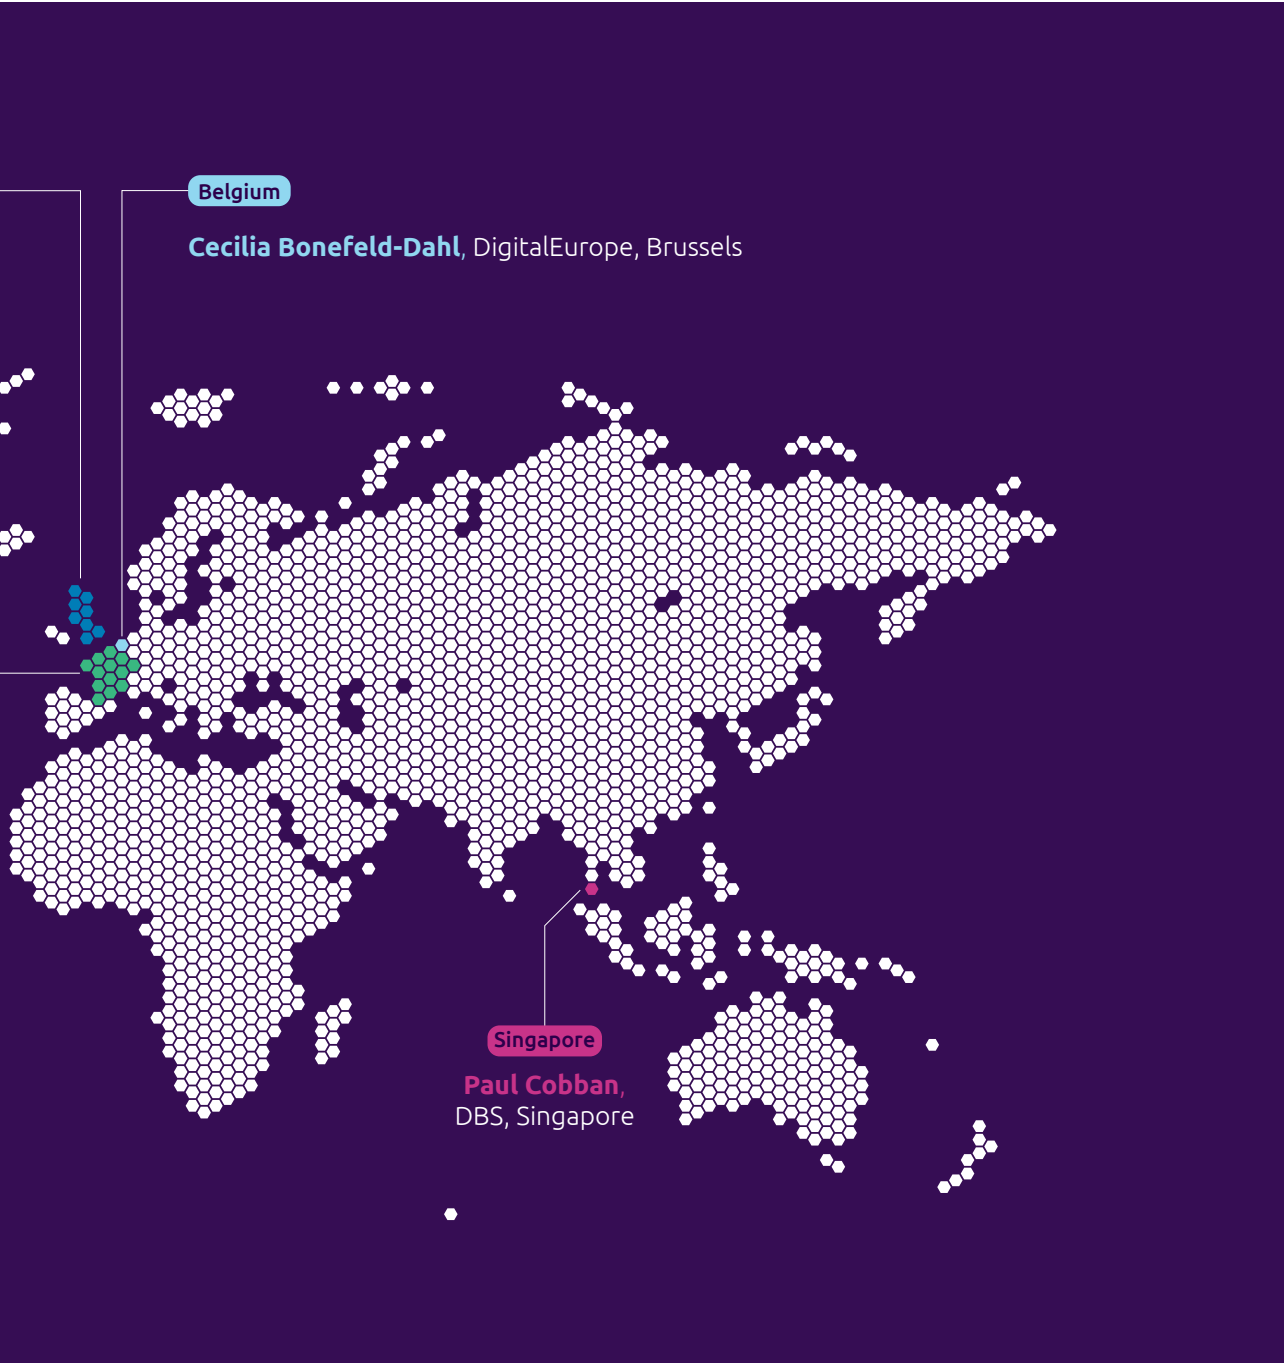 Belgium
Cecilia Bonefeld-Dahl, DigitalEurope, Brussels
Singapore
Paul Cobban,
DBS, Singapore